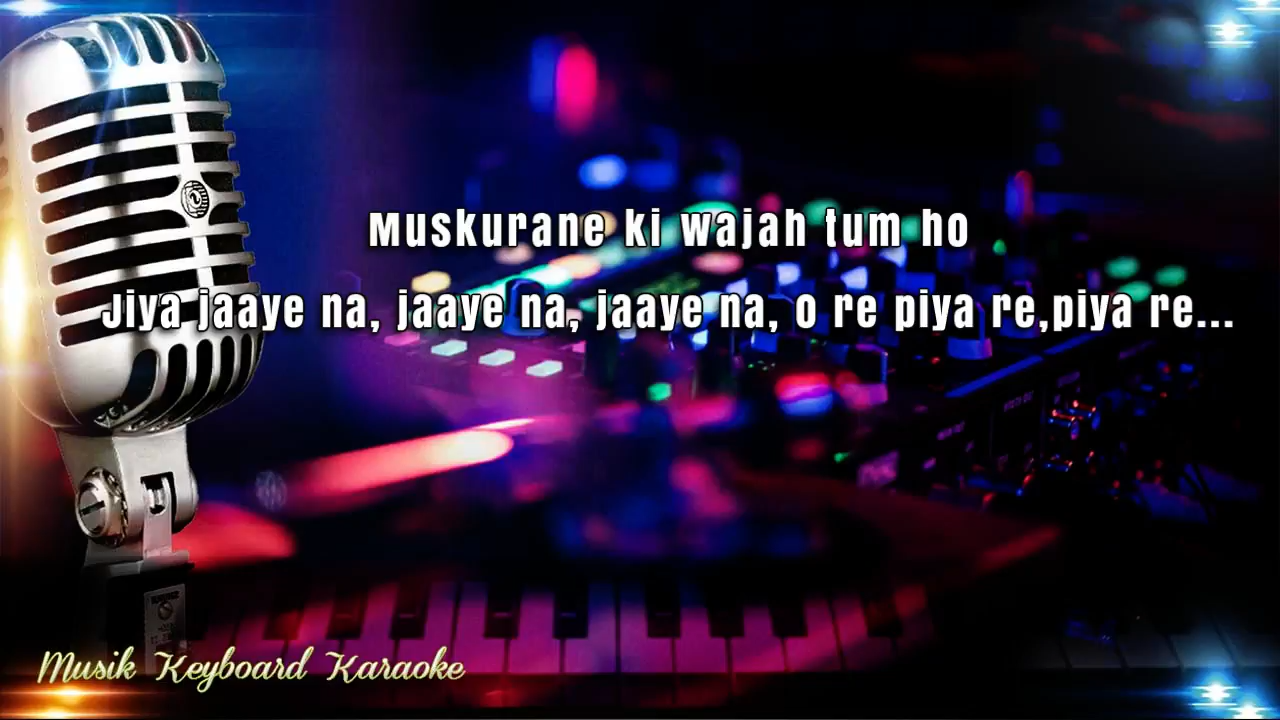 Muskurane ki wajah tum ho
Jiya jaaye na, jaaye na, jaaye na, o re piya re,piya re...
Musik Keyboard Karaoke